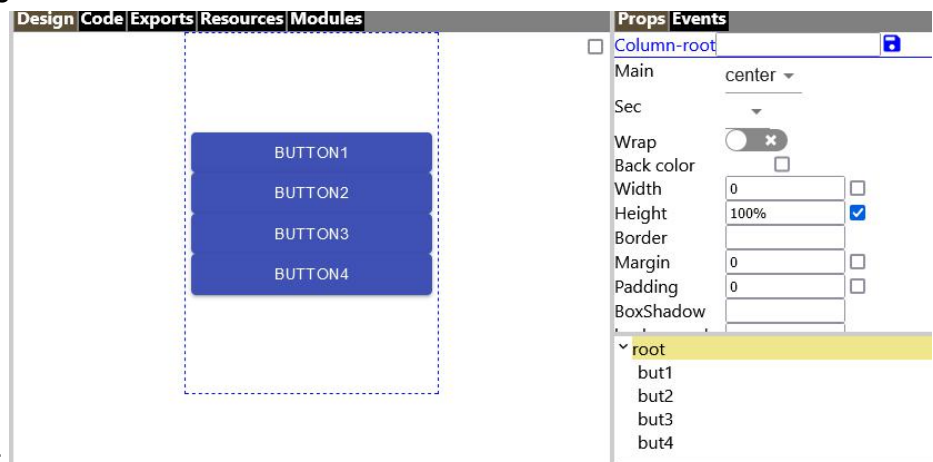 Design Code Exports Resources Modules
Props Events
Column-root
Main center
Sec
Wrap
Back color
Width 0
Height 100%
Border
Margin 0
Padding 0
BoxShadow
BUTTON1
BUTTON2
BUTTON3
BUTTON4
root
but1
but2
but3
but4